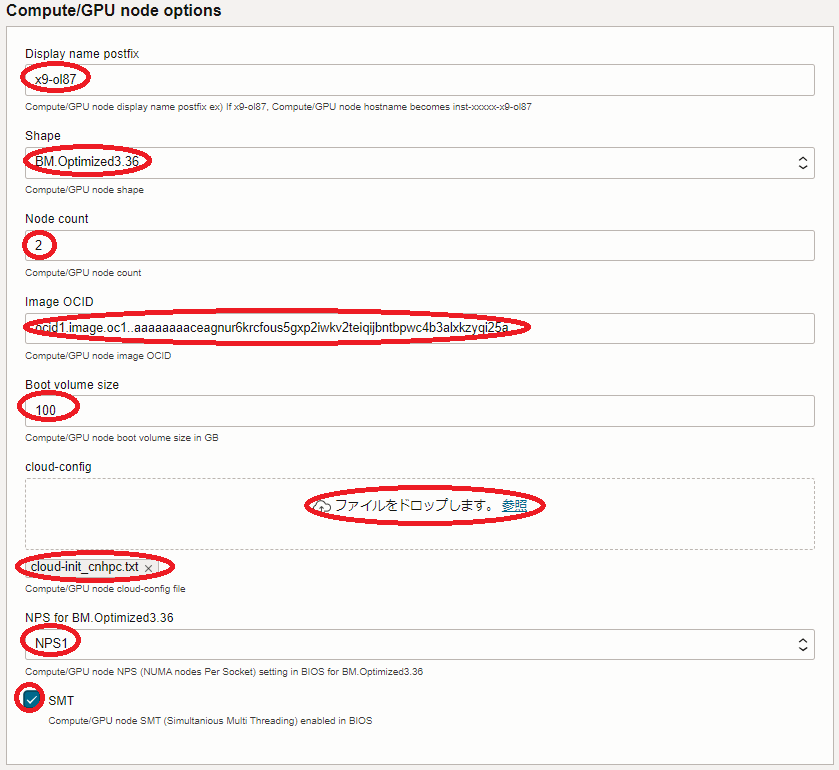 Compute/GPU node options
Display name postfix
x9-ol87
Compute/GPU node display name postfix ex) If x9-ol87, Compute/GPU node hostname becomes inst-xxxxx-x9-ol87
Shape
BM.Optimized3.36
Compute/GPU node shape
Node count
2
Compute/GPU node count
Image OCID
ocid1.image.oc1..aaaaaaaaceagnur6krcfous5gxp2iwkv2teiqijbntbpwc4b3alxkzyqi25a
Compute/GPU node image OCID
Boot volume size
100
Compute/GPU node boot volume size in GB
cloud-config
ファイルをドロップします。 参照
cloud-init_cnhpc.txt ×
Compute/GPU node cloud-config file
NPS for BM.Optimized3.36
NPS1
Compute/GPU node NPS (NUMA nodes Per Socket) setting in BIOS for BM.Optimized3.36
SMT
Compute/GPU node SMT (Simultanious Multi Threading) enabled in BIOS